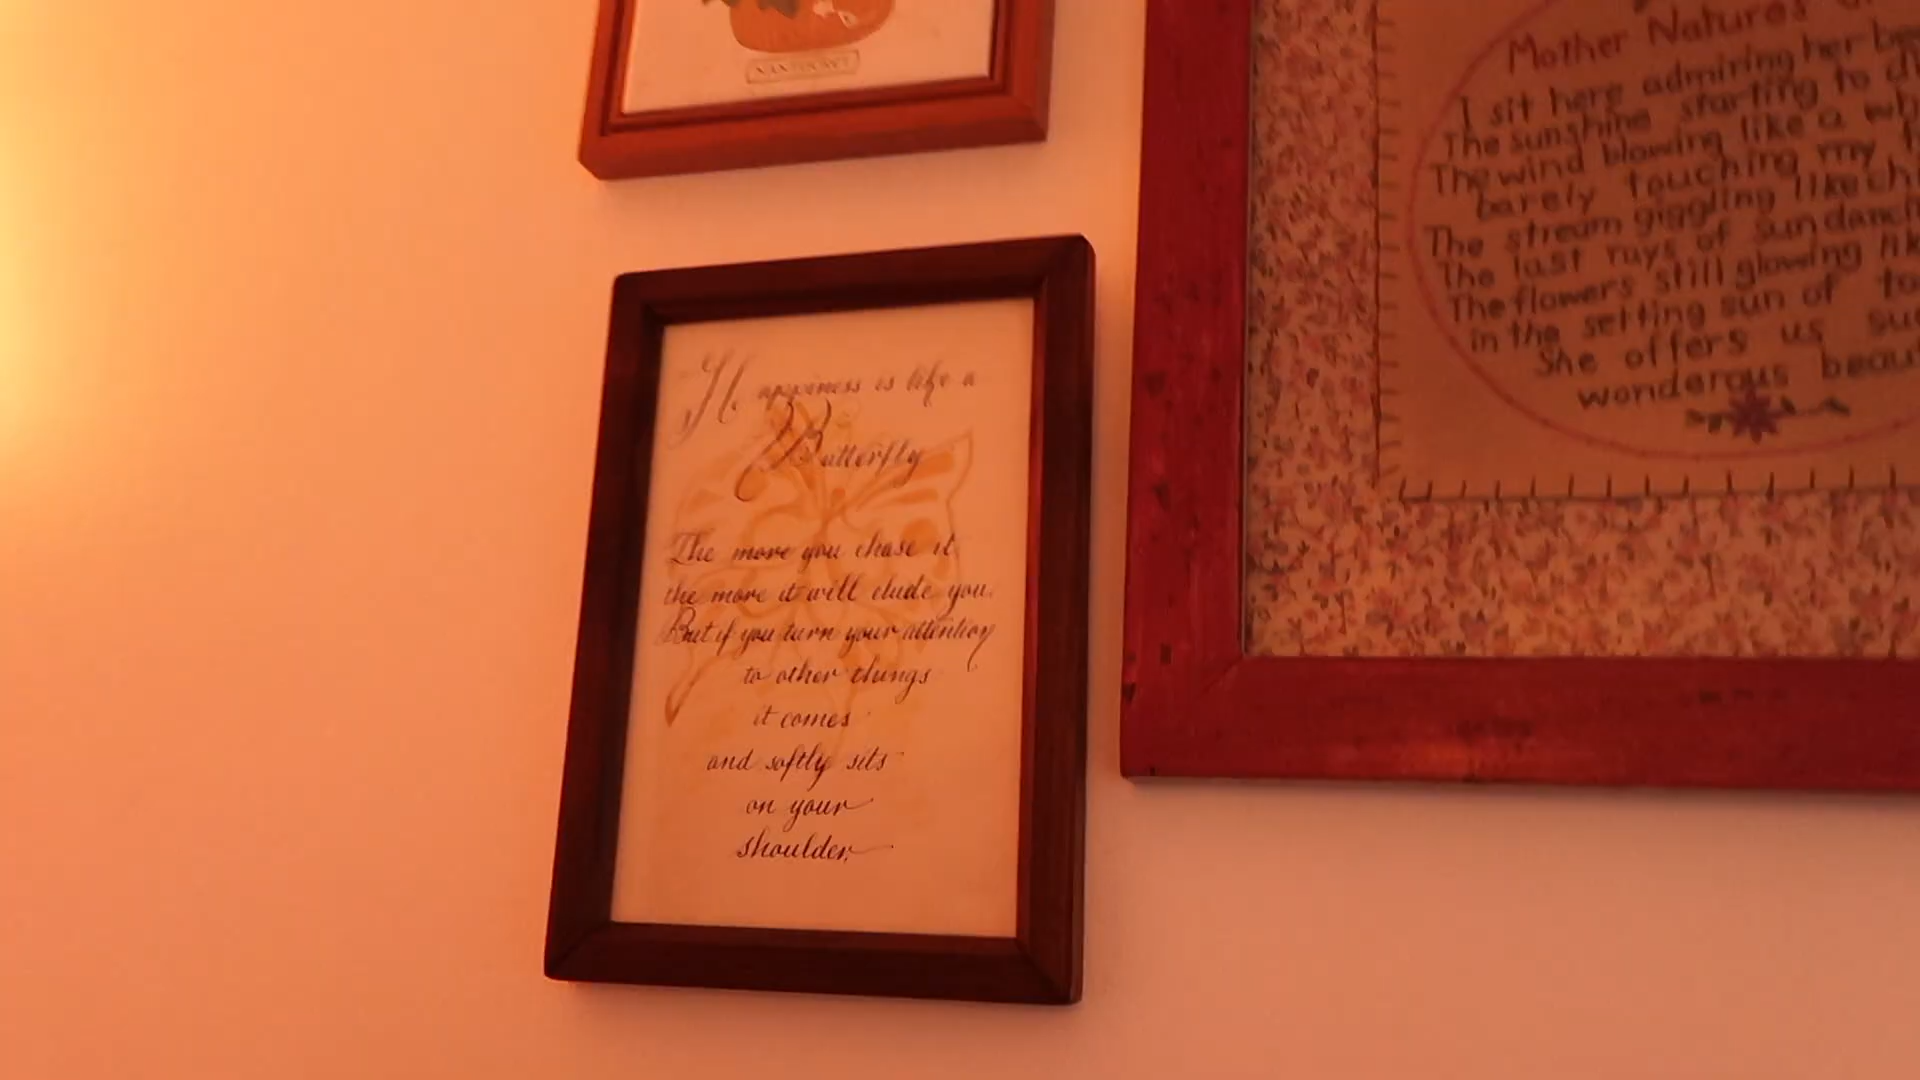 NANTUCKET
Happiness is like a
Butterfly
The more you chase it
the more it will elude you.
But if you turn your attention
to other things
it comes
and softly sits
on your
shoulder.
Mother Natures
I sit here admiring her
The sunshine starting to
The wind blowing like a
barely touching my
The stream giggling like
The last rays of sun
The flowers still glowing
in the setting sun of
She offers us
wonderous